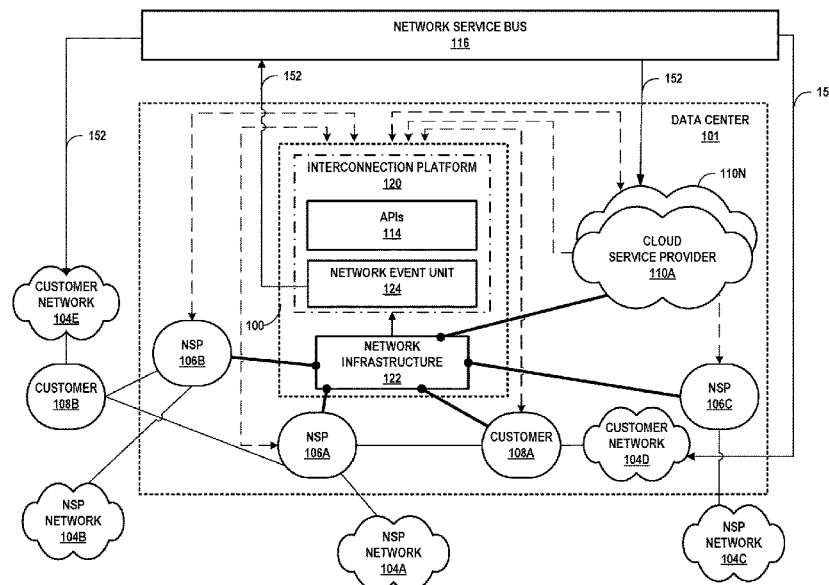 NETWORK SERVICE BUS
116
152
152
15
152
DATA CENTER
101
110N
INTERCONNECTION PLATFORM
120
APIs
114
CLOUD
SERVICE PROVIDER
110A
NETWORK EVENT UNIT
124
CUSTOMER
NETWORK
104E
100
NSP
106B
NETWORK
INFRASTRUCTURE
122
CUSTOMER
108B
NSP
106C
NSP
106A
CUSTOMER
108A
CUSTOMER
NETWORK
104D
NSP
NETWORK
104B
NSP
NETWORK
104A
NSP
NETWORK
104C